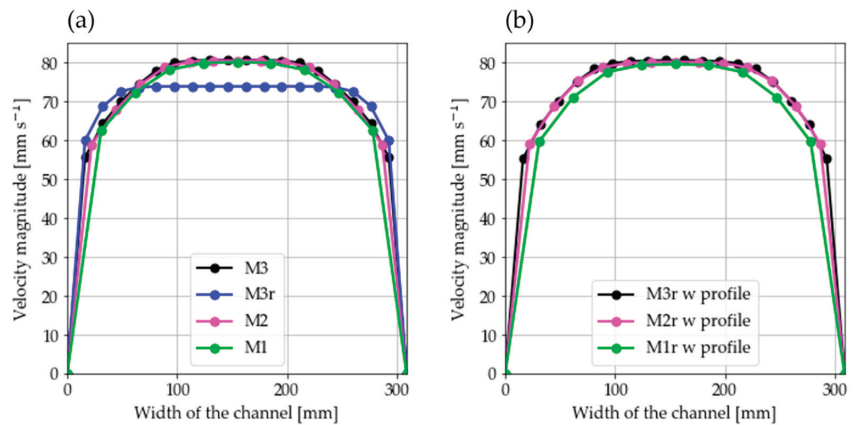 (a)
(b)
Velocity magnitude [mm s⁻¹]
80
70
60
50
40
30
20
10
0
0
100
200
300
Width of the channel [mm]
M3
M3r
M2
M1
Velocity magnitude [mm s⁻¹]
80
70
60
50
40
30
20
10
0
0
100
200
300
Width of the channel [mm]
M3r w profile
M2r w profile
M1r w profile